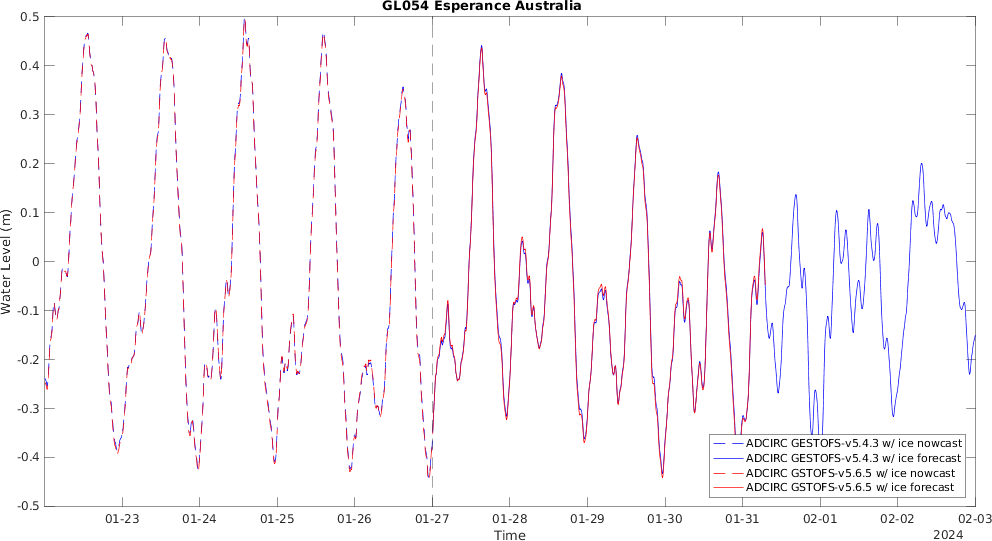 GL054 Esperance Australia
0.5
0.4
0.3
0.2
0.1
0
-0.1
-0.2
-0.3
-0.4
-0.5
Water Level (m)
ADCIRC GESTOFS-v5.4.3 w/ ice nowcast
ADCIRC GESTOFS-v5.4.3 w/ ice forecast
ADCIRC GSTOFS-v5.6.5 w/ ice nowcast
ADCIRC GSTOFS-v5.6.5 w/ ice forecast
01-23 01-24 01-25 01-26 01-27 01-28 01-29 01-30 01-31 02-01 02-02 02-03
Time
2024